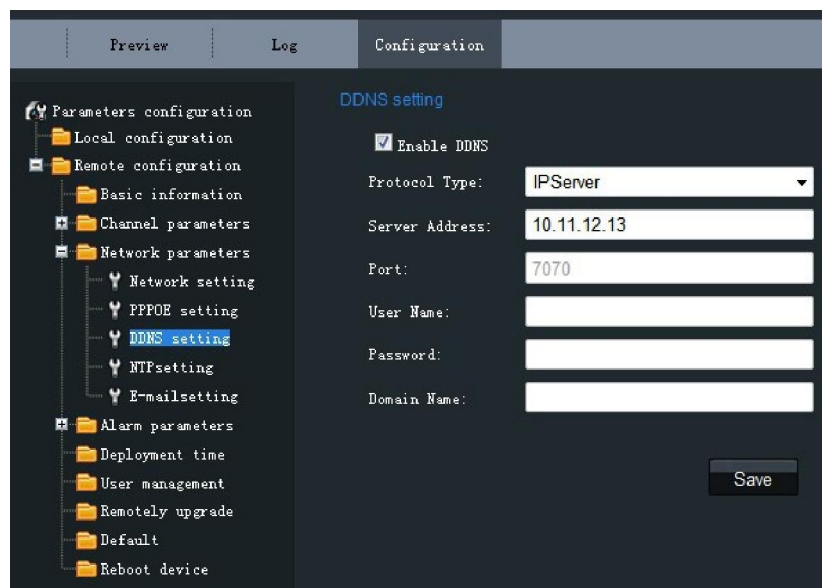 Preview Log Configuration
Parameters configuration
Local configuration
Remote configuration
Basic information
Channel parameters
Network parameters
Network setting
PPPOE setting
DDNS setting
NTPsetting
E-mailsetting
Alarm parameters
Deployment time
User management
Remotely upgrade
Default
Reboot device
DDNS setting
Enable DDNS
Protocol Type: IPServer
Server Address: 10.11.12.13
Port: 7070
User Name:
Password:
Domain Name:
Save